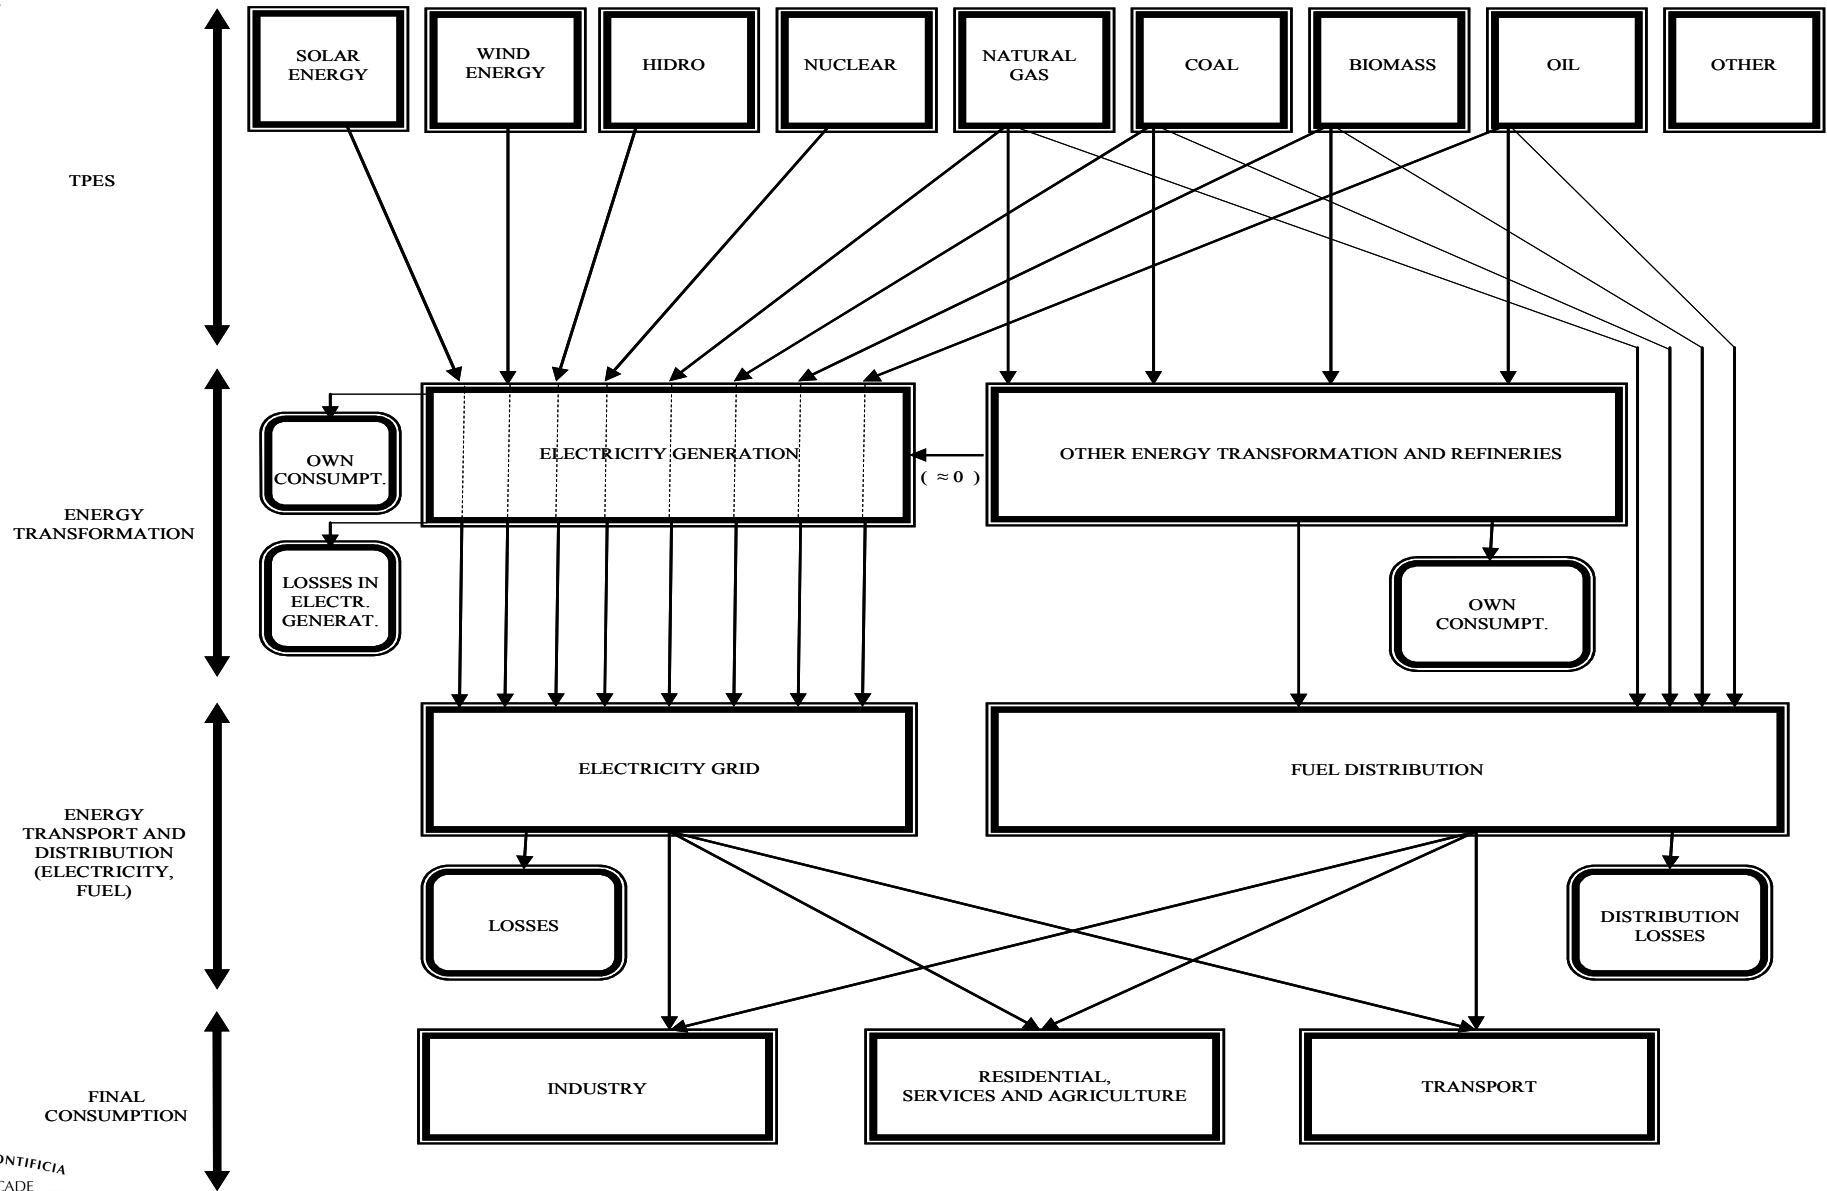 SOLAR
ENERGY
WIND
ENERGY
HIDRO
NUCLEAR
NATURAL
GAS
COAL
BIOMASS
OIL
OTHER
TPES
ENERGY
TRANSFORMATION
OWN
CONSUMPT.
LOSSES IN
ELECTR.
GENERAT.
ELECTRICITY GENERATION
( ≈ 0 )
OTHER ENERGY TRANSFORMATION AND REFINERIES
OWN
CONSUMPT.
ENERGY
TRANSPORT AND
DISTRIBUTION
(ELECTRICITY,
FUEL)
ELECTRICITY GRID
FUEL DISTRIBUTION
LOSSES
DISTRIBUTION
LOSSES
FINAL
CONSUMPTION
INDUSTRY
RESIDENTIAL,
SERVICES AND AGRICULTURE
TRANSPORT
ONTIFICIA
CADE